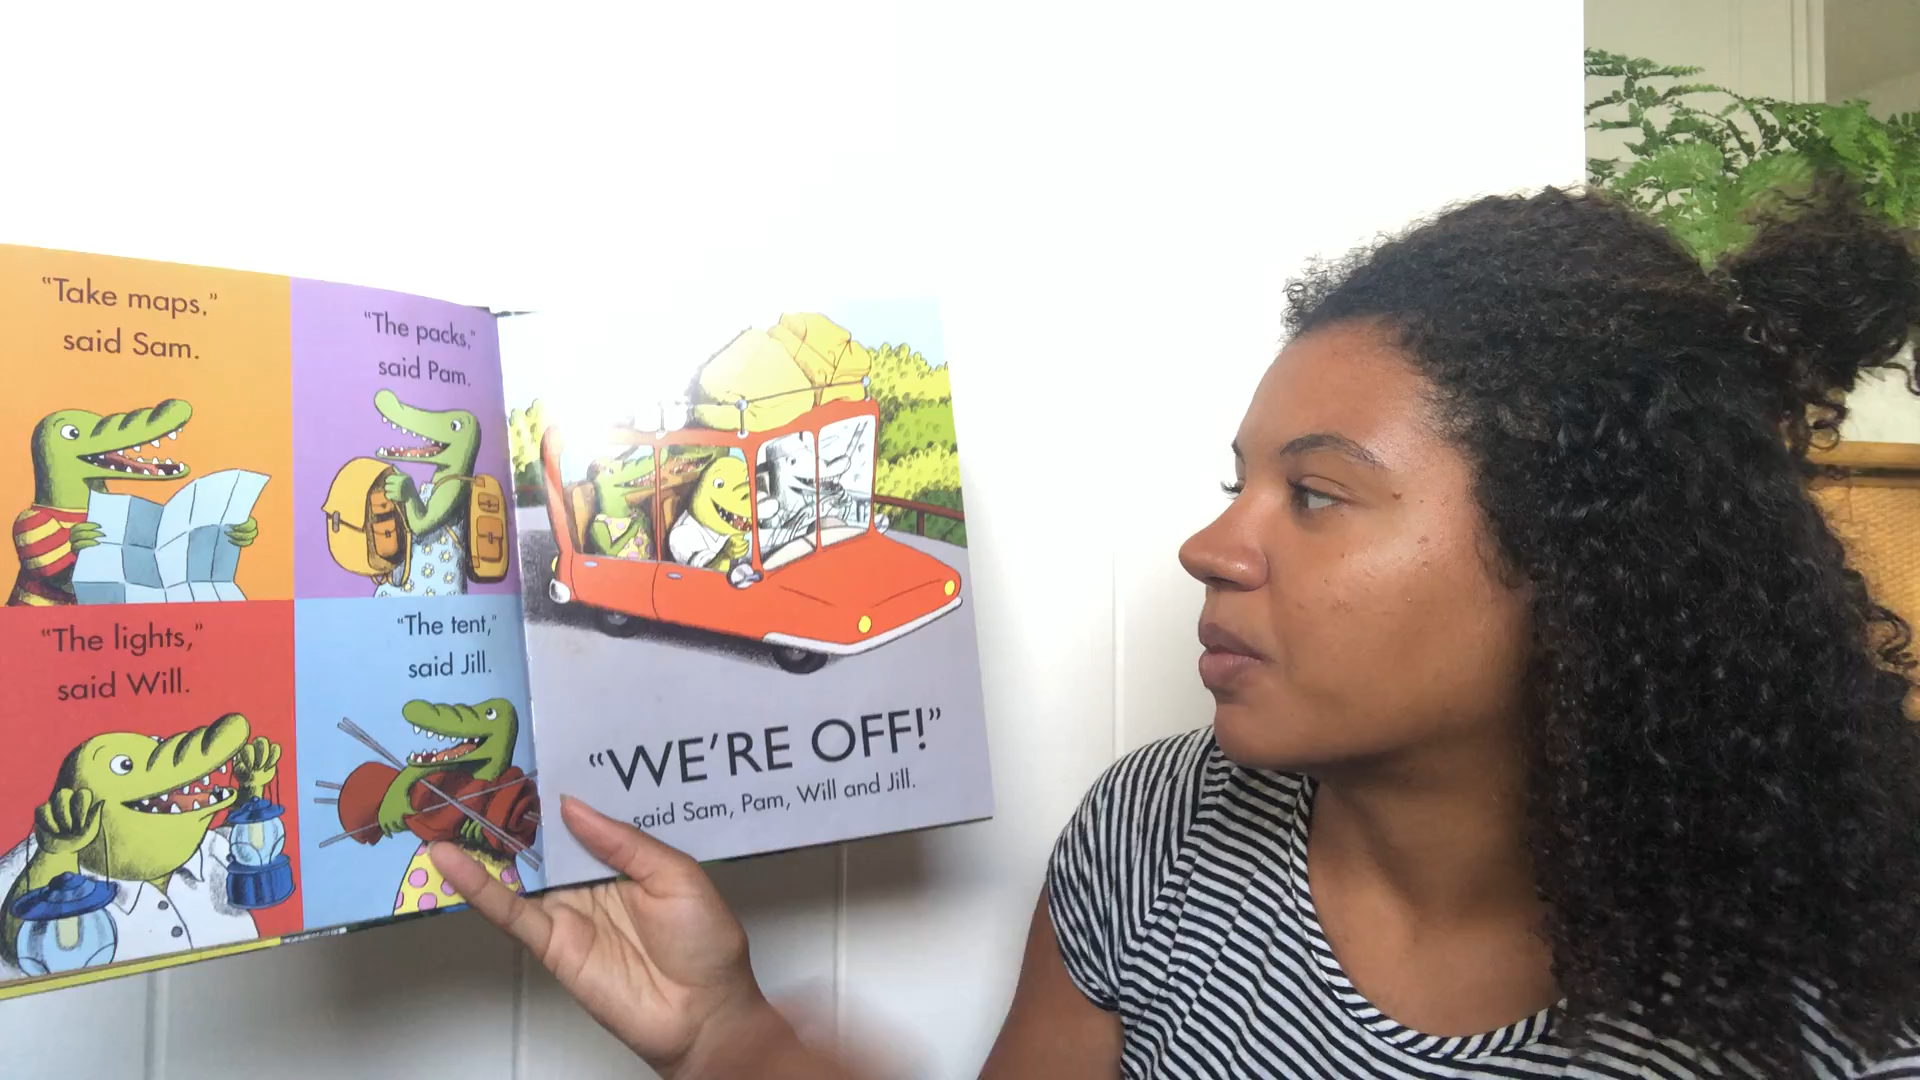 “Take maps,”
said Sam.
“The packs,”
said Pam.
“The lights,”
said Will.
“The tent,”
said Jill.
“WE’RE OFF!”
said Sam, Pam, Will and Jill.